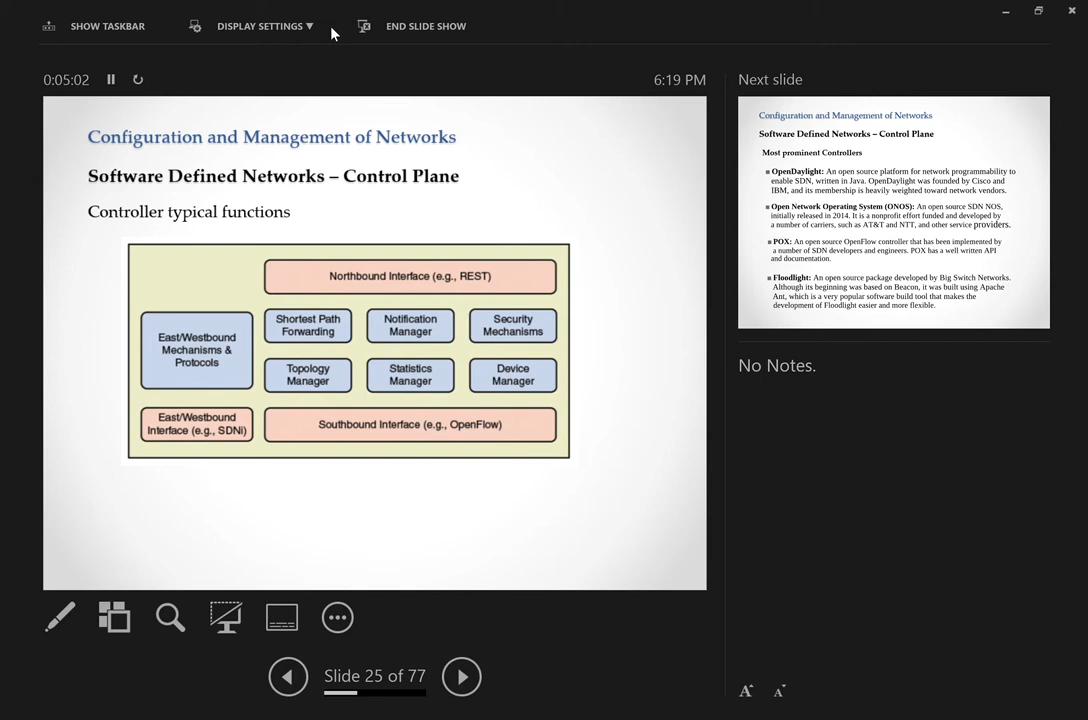 SHOW TASKBAR
DISPLAY SETTINGS ▼
END SLIDE SHOW
0:05:02
6:19 PM
Configuration and Management of Networks
Software Defined Networks – Control Plane
Controller typical functions
Northbound Interface (e.g., REST)
East/Westbound
Mechanisms &
Protocols
Shortest Path
Forwarding
Notification
Manager
Security
Mechanisms
Topology
Manager
Statistics
Manager
Device
Manager
East/Westbound
Interface (e.g., SDNi)
Southbound Interface (e.g., OpenFlow)
Slide 25 of 77
Next slide
Configuration and Management of Networks
Software Defined Networks – Control Plane
Most prominent Controllers
■ OpenDaylight: An open source platform for network programmability to
enable SDN, written in Java. OpenDaylight was founded by Cisco and
IBM, and its membership is heavily weighted toward network vendors.
■ Open Network Operating System (ONOS): An open source SDN NOS,
initially released in 2014. It is a nonprofit effort funded and developed by
a number of carriers, such as AT&T and NTT, and other service providers.
■ POX: An open source OpenFlow controller that has been implemented by
a number of SDN developers and engineers. POX has a well written API
and documentation.
■ Floodlight: An open source package developed by Big Switch Networks.
Although its beginning was based on Beacon, it was built using Apache
Ant, which is a very popular software build tool that makes the
development of Floodlight easier and more flexible.
No Notes.
A A